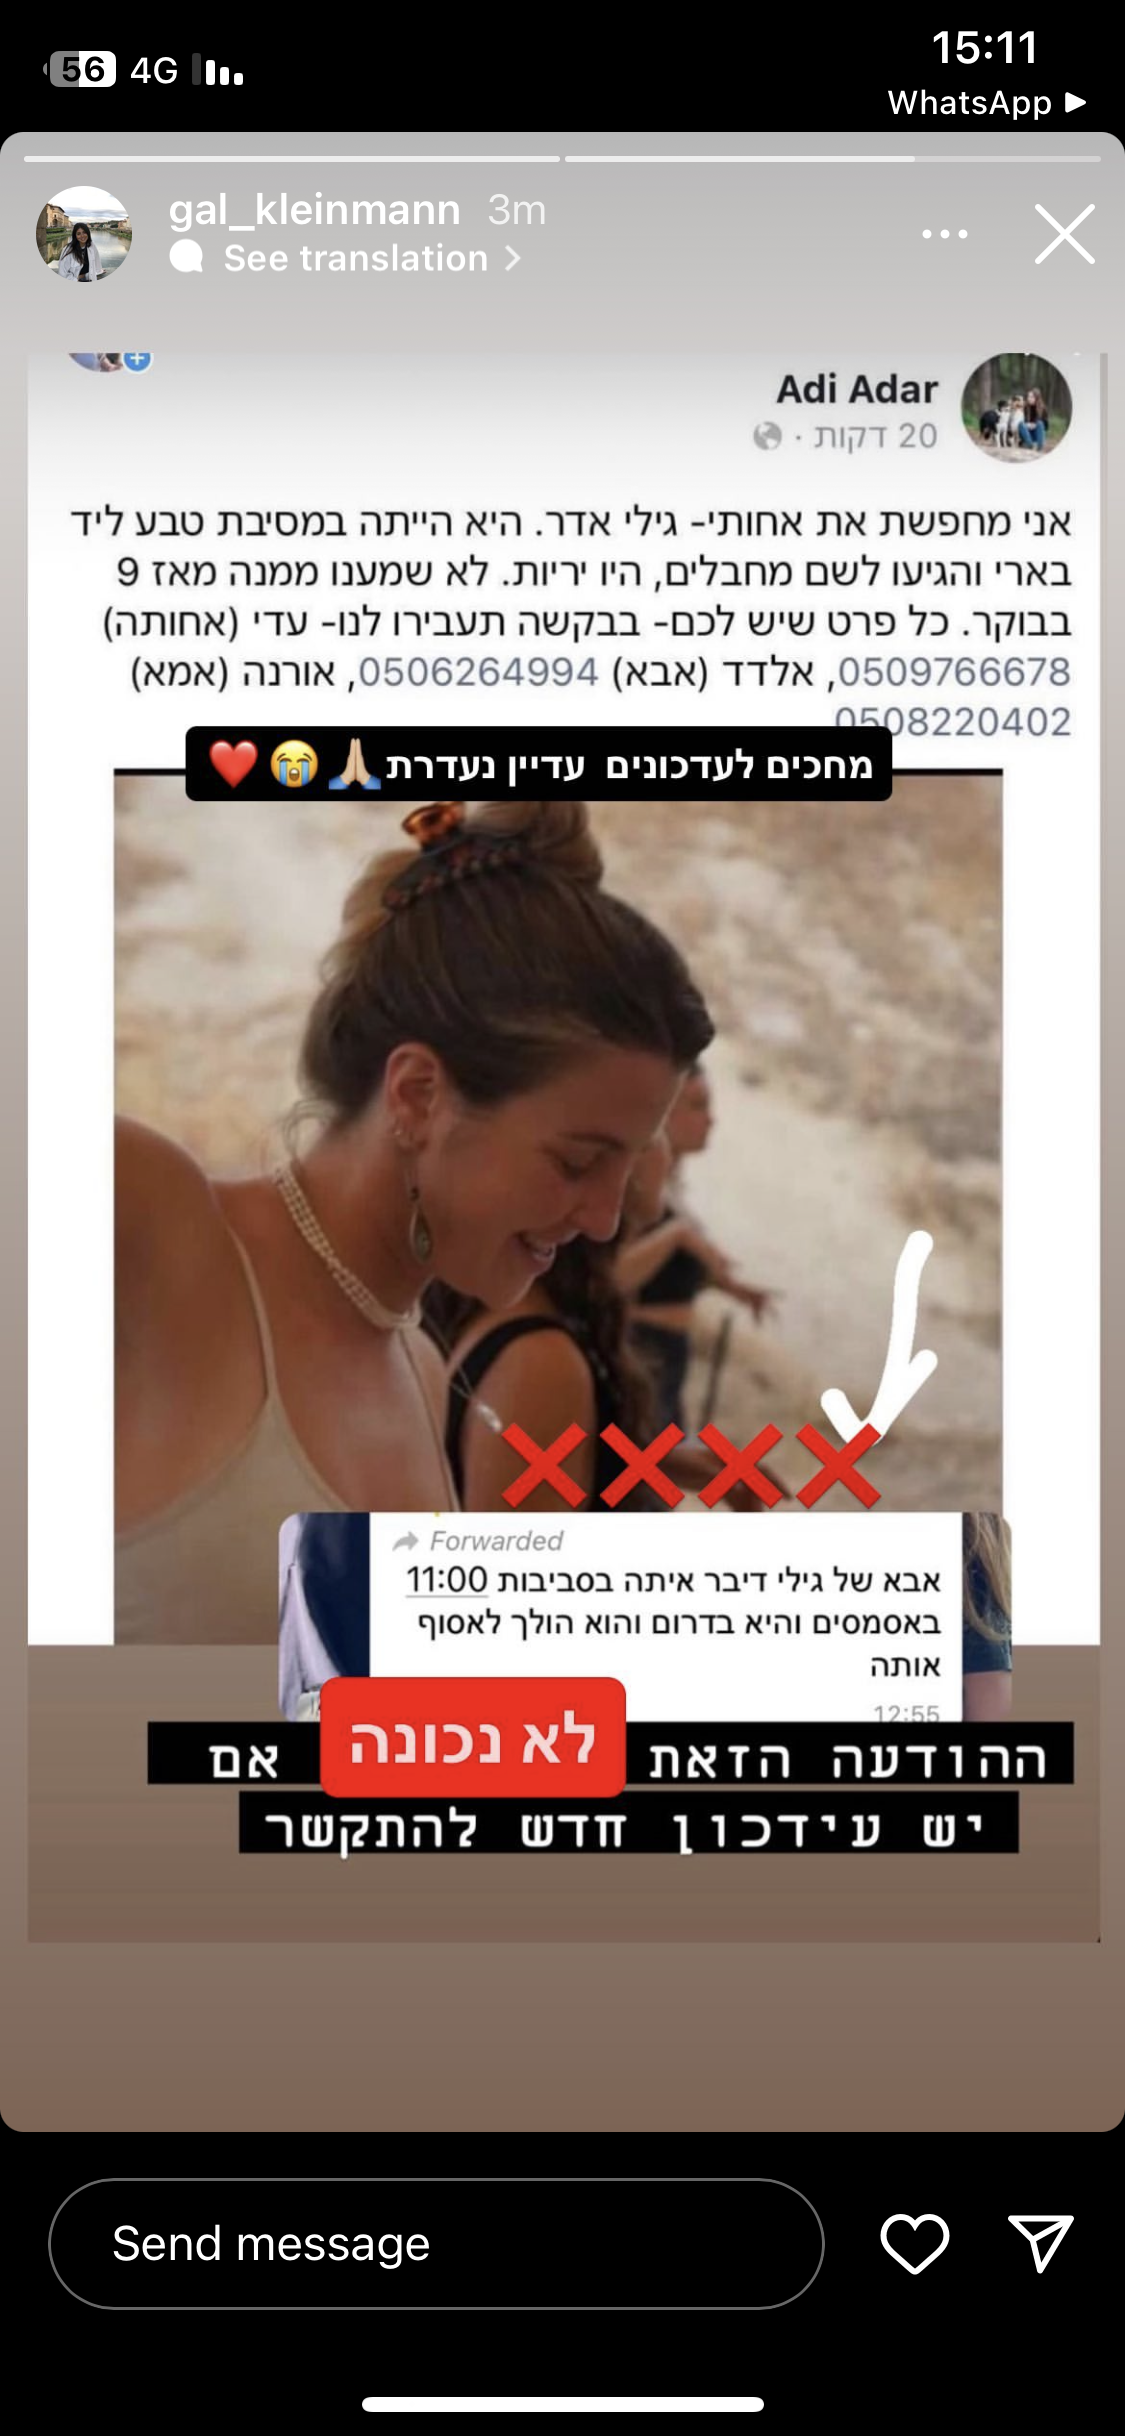 15:11
56 4G
WhatsApp
gal_kleinmann 3m
See translation
Adi Adar
20 דקות ·
אני מחפשת את אחותי- גילי אדר. היא הייתה במסיבת טבע ליד
בארי והגיעו לשם מחבלים, היו יריות. לא שמענו ממנה מאז 9
בבוקר. כל פרט שיש לכם- בבקשה תעבירו לנו- עדי (אחותה)
0509766678, אלדד (אבא) 0506264994, אורנה (אמא)
0508220402
מחכים לעדכונים עדיין נעדרת🙏🏼😭❤️
❌❌❌❌
Forwarded
אבא של גילי דיבר איתה בסביבות 11:00
באסמסים והיא בדרום והוא הולך לאסוף
אותה
12:55
ההודעה הזאת לא נכונה אם
יש עידכון חדש להתקשר
Send message